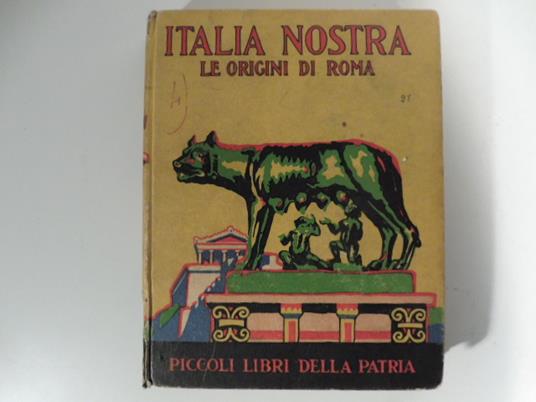 ITALIA NOSTRA
LE ORIGINI DI ROMA
PICCOLI LIBRI DELLA PATRIA